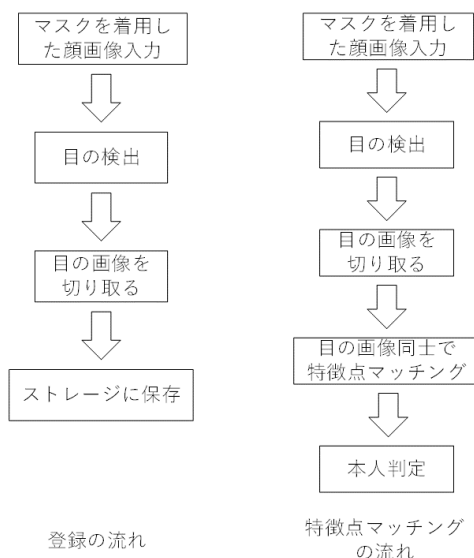 マスクを着用し
た顔画像入力
目の検出
目の画像を
切り取る
ストレージに保存
登録の流れ
マスクを着用し
た顔画像入力
目の検出
目の画像を
切り取る
目の画像同士で
特徴点マッチング
本人判定
特徴点マッチング
の流れ